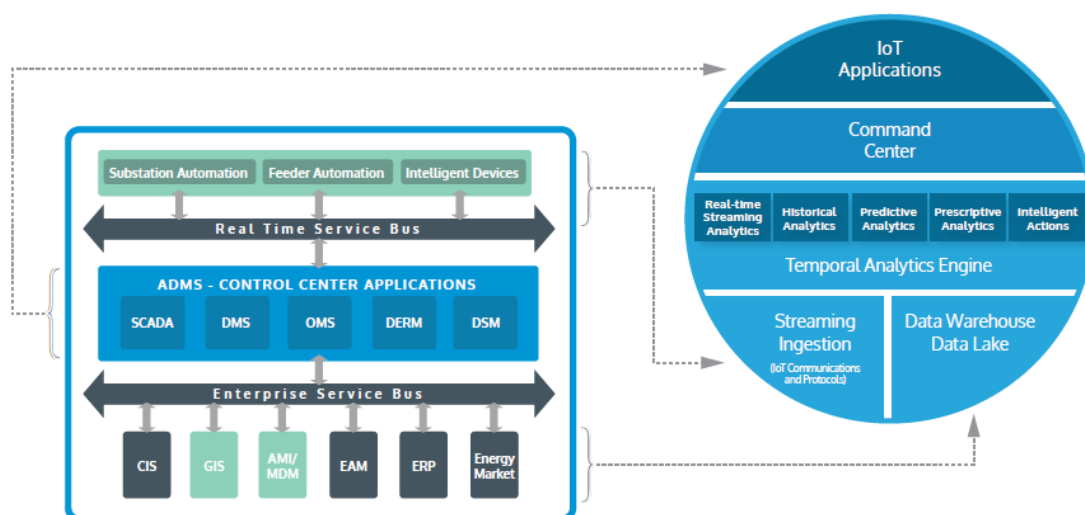 IoT
Applications
Command
Center
Real-time
Streaming
Analytics
Historical
Analytics
Predictive
Analytics
Prescriptive
Analytics
Intelligent
Actions
Temporal Analytics Engine
Streaming
Ingestion
(IoT Communications
and Protocols)
Data Warehouse
Data Lake
Substation Automation
Feeder Automation
Intelligent Devices
Real Time Service Bus
ADMS - CONTROL CENTER APPLICATIONS
SCADA
DMS
OMS
DERM
DSM
Enterprise Service Bus
CIS
GIS
AMI/
MDM
EAM
ERP
Energy
Market